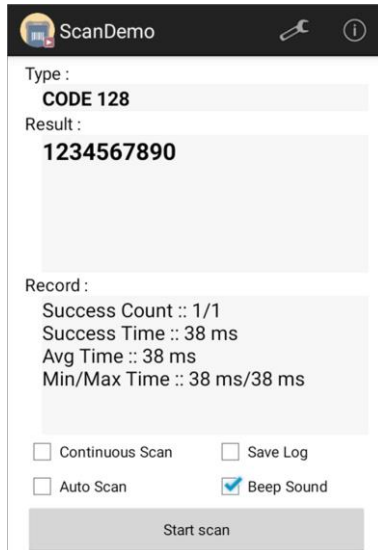 ScanDemo
Type :
CODE 128
Result :
1234567890
Record :
Success Count :: 1/1
Success Time :: 38 ms
Avg Time :: 38 ms
Min/Max Time :: 38 ms/38 ms
Continuous Scan
Save Log
Auto Scan
Beep Sound
Start scan